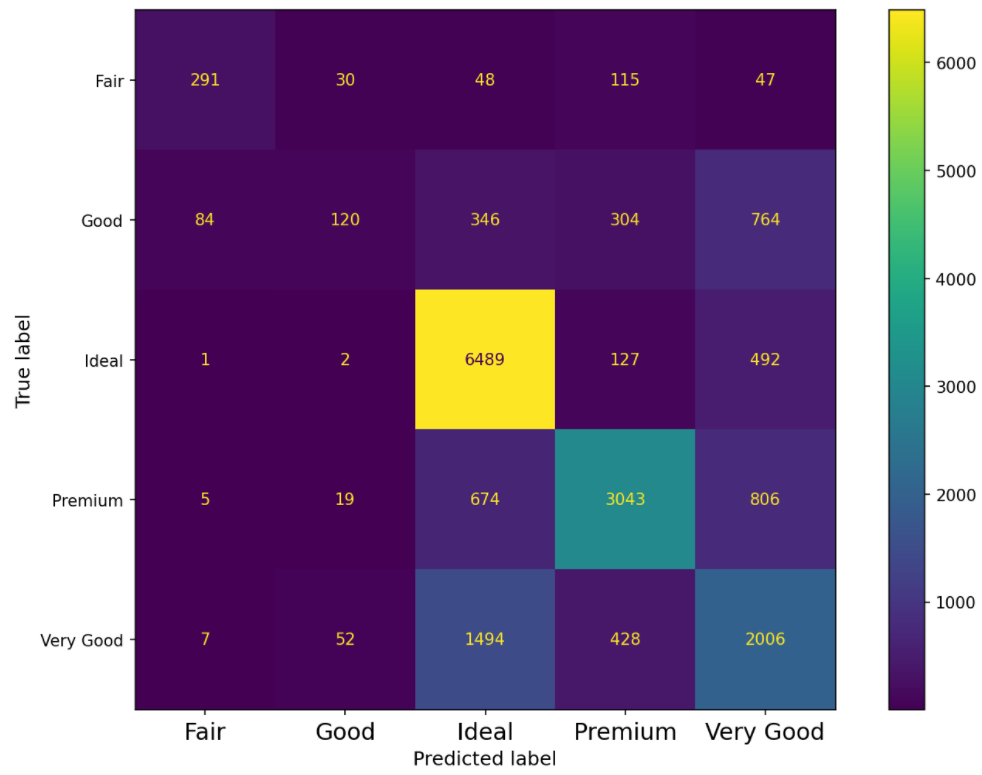 6000
Fair 291 30 48 115 47
5000
Good 84 120 346 304 764
4000
True label
Ideal 1 2 6489 127 492
3000
Premium 5 19 674 3043 806
2000
1000
Very Good 7 52 1494 428 2006
Fair Good Ideal Premium Very Good
Predicted label